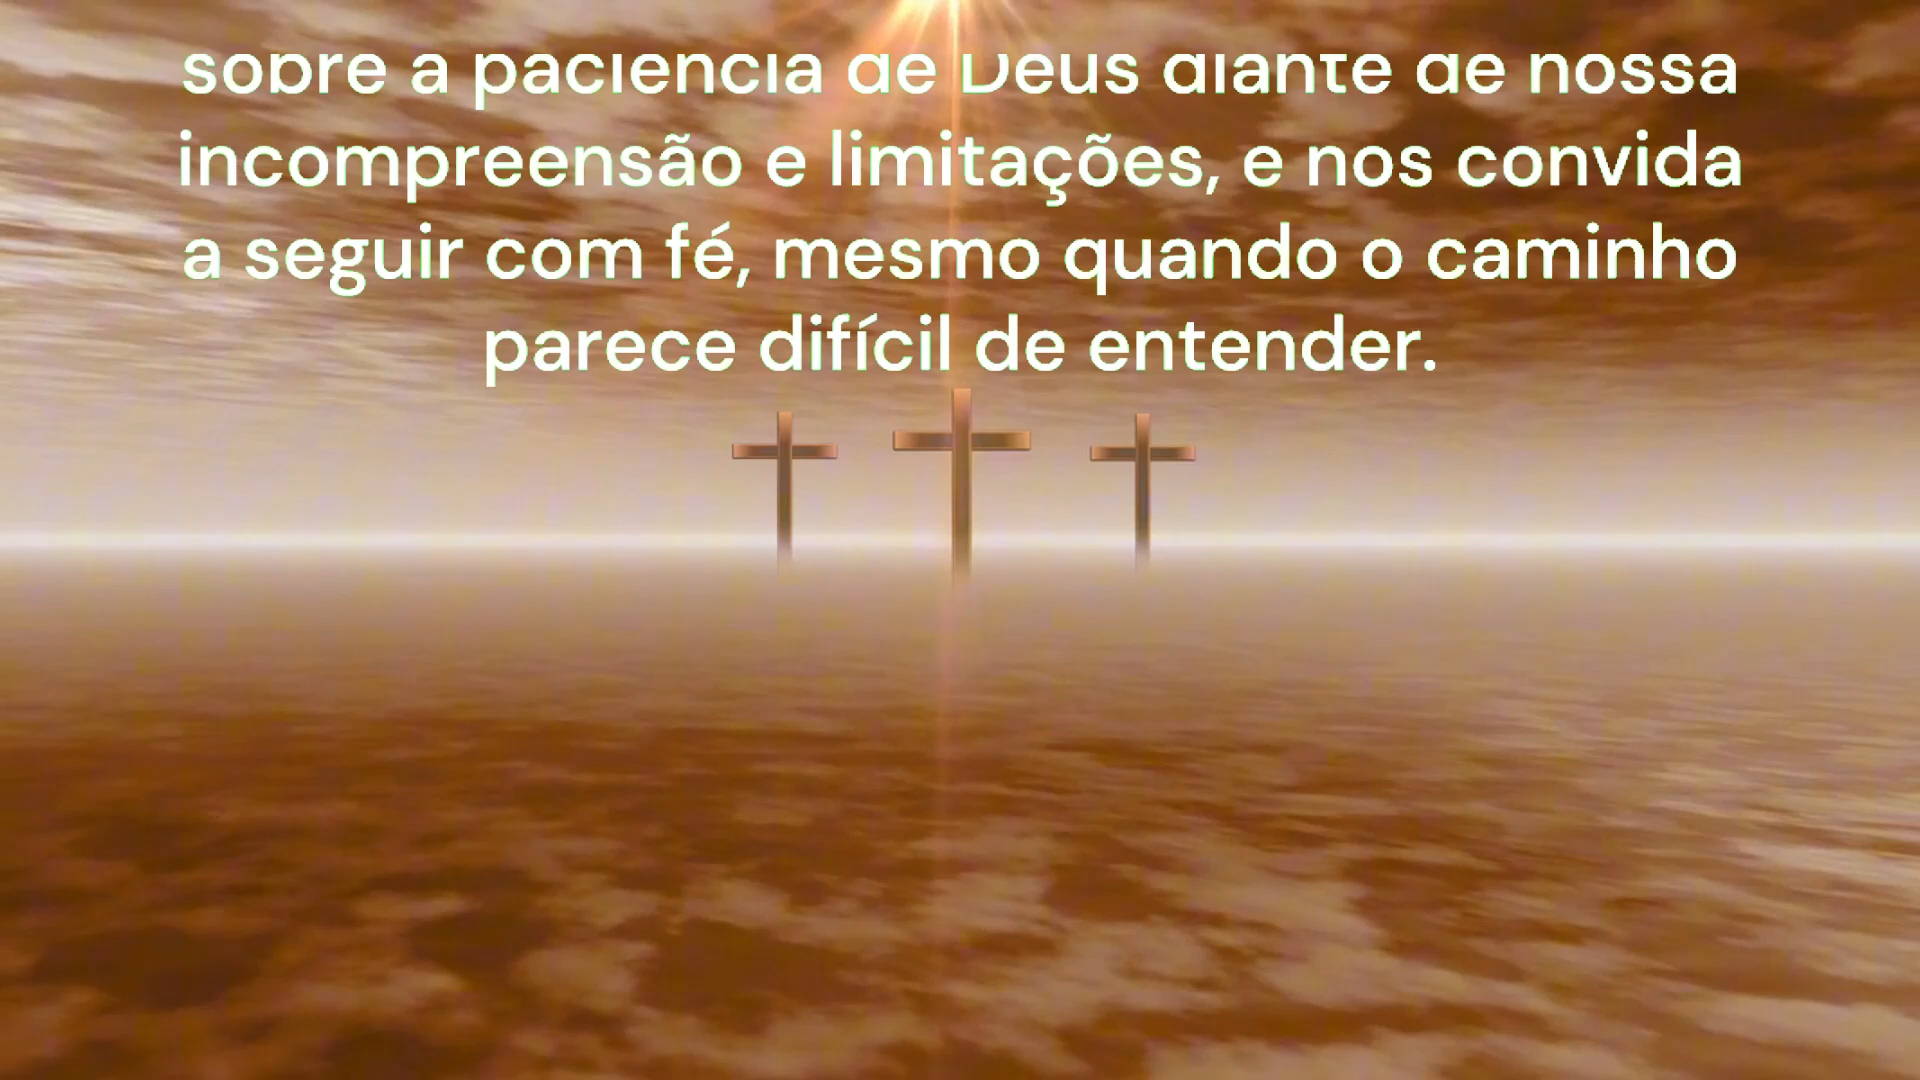 sobre a paciência de Deus diante de nossa
incompreensão e limitações, e nos convida
a seguir com fé, mesmo quando o caminho
parece difícil de entender.